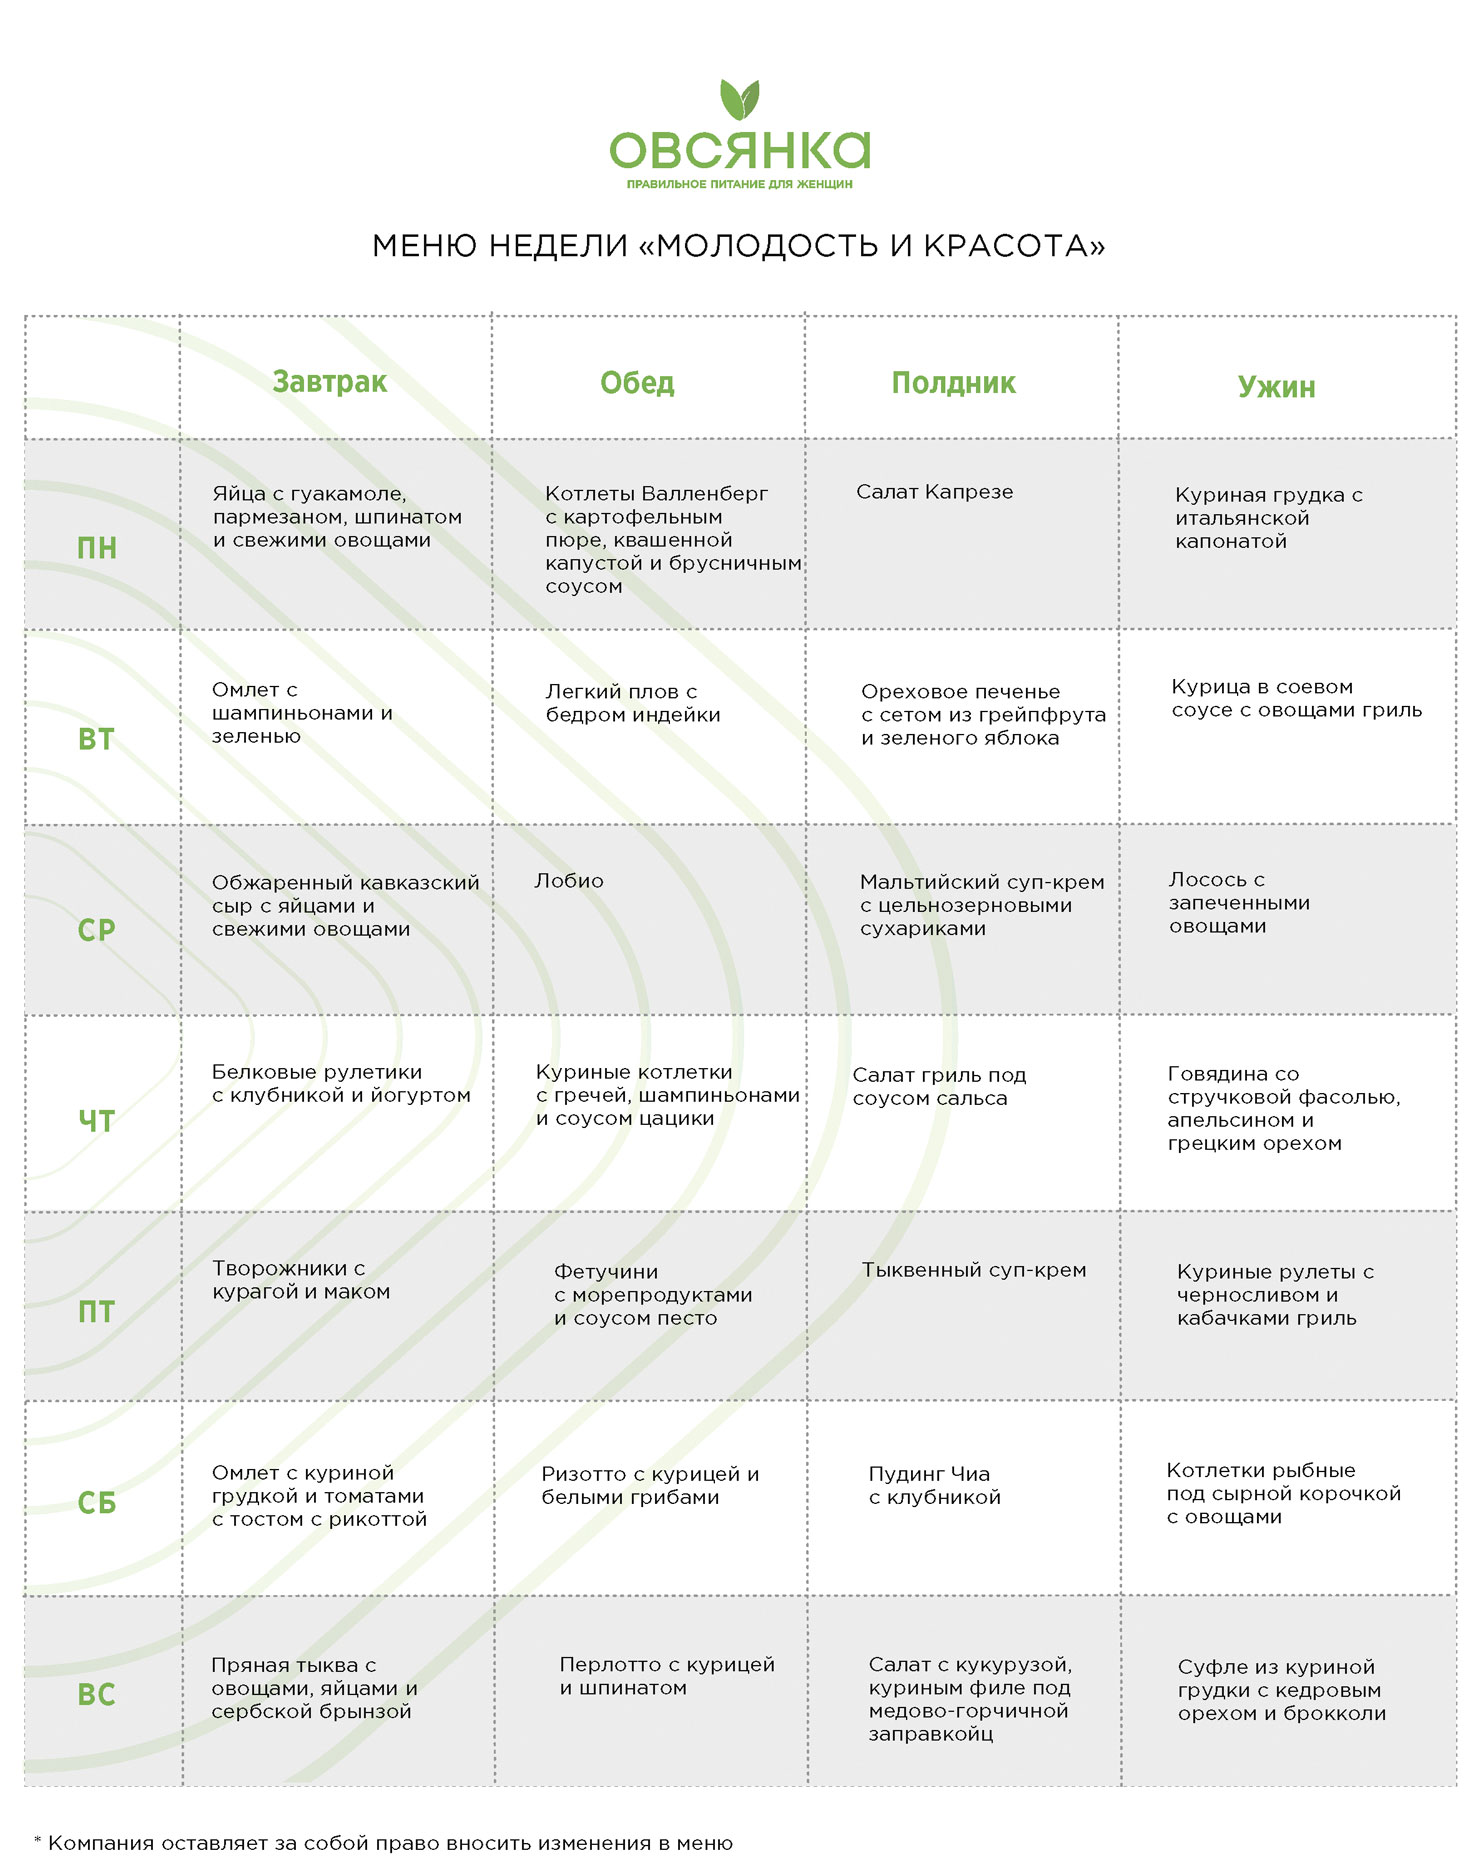 ОВСЯНКА
ПРАВИЛЬНОЕ ПИТАНИЕ ДЛЯ ЖЕНЩИН
МЕНЮ НЕДЕЛИ «МОЛОДОСТЬ И КРАСОТА»
Завтрак
Обед
Полдник
Ужин
ПН
Яйца с гуакамоле,
пармезаном, шпинатом
и свежими овощами
Котлеты Валленберг
с картофельным
пюре, квашенной
капустой и брусничным
соусом
Салат Капрезе
Куриная грудка с
итальянской
капонатой
ВТ
Омлет с
шампиньонами и
зеленью
Легкий плов с
бедром индейки
Ореховое печенье
с сетом из грейпфрута
и зеленого яблока
Курица в соевом
соусе с овощами гриль
СР
Обжаренный кавказский
сыр с яйцами и
свежими овощами
Лобио
Мальтийский суп-крем
с цельнозерновыми
сухариками
Лосось с
запеченными
овощами
ЧТ
Белковые рулетики
с клубникой и йогуртом
Куриные котлетки
с гречей, шампиньонами
и соусом цацики
Салат гриль под
соусом сальса
Говядина со
стручковой фасолью,
апельсином и
грецким орехом
ПТ
Творожники с
курагой и маком
Фетучини
с морепродуктами
и соусом песто
Тыквенный суп-крем
Куриные рулеты с
черносливом и
кабачками гриль
СБ
Омлет с куриной
грудкой и томатами
с тостом с рикоттой
Ризотто с курицей и
белыми грибами
Пудинг Чиа
с клубникой
Котлетки рыбные
под сырной корочкой
с овощами
ВС
Пряная тыква с
овощами, яйцами и
сербской брынзой
Перлотто с курицей
и шпинатом
Салат с кукурузой,
куриным филе под
медово-горчичной
заправкойц
Суфле из куриной
грудки с кедровым
орехом и брокколи
* Компания оставляет за собой право вносить изменения в меню